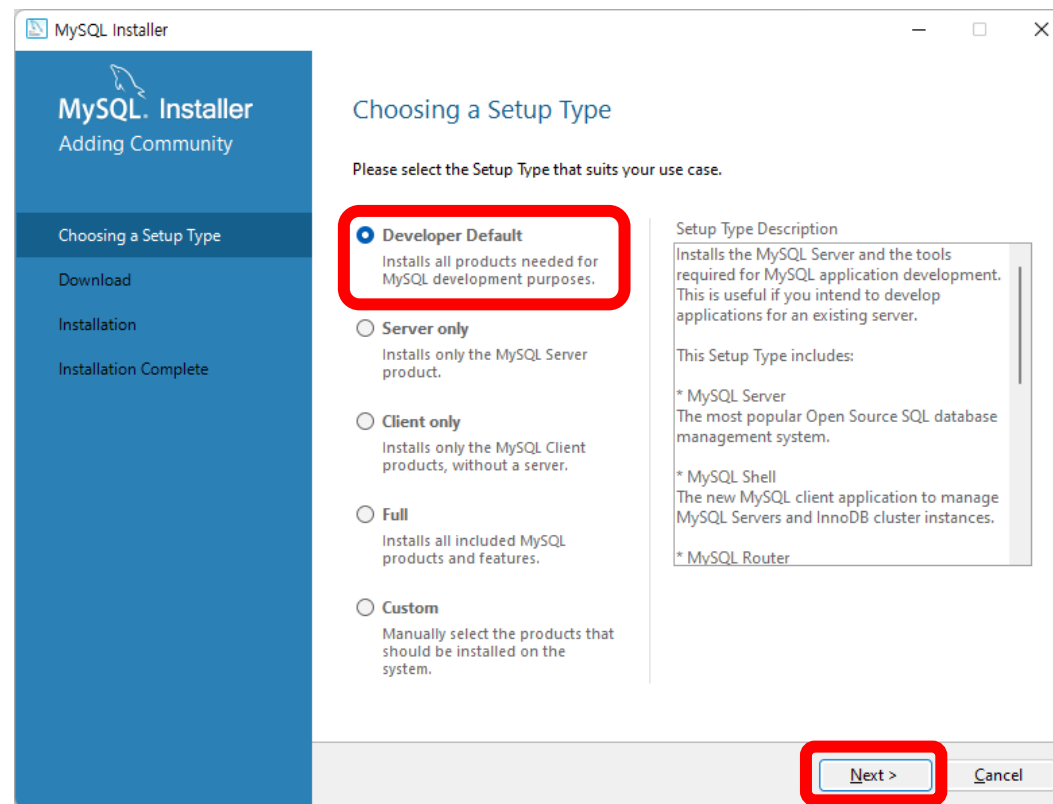 MySQL Installer
MySQL. Installer
Adding Community
Choosing a Setup Type
Download
Installation
Installation Complete
Choosing a Setup Type
Please select the Setup Type that suits your use case.
Developer Default
Installs all products needed for
MySQL development purposes.
Server only
Installs only the MySQL Server
product.
Client only
Installs only the MySQL Client
products, without a server.
Full
Installs all included MySQL
products and features.
Custom
Manually select the products that
should be installed on the
system.
Setup Type Description
Installs the MySQL Server and the tools
required for MySQL application development.
This is useful if you intend to develop
applications for an existing server.
This Setup Type includes:
* MySQL Server
The most popular Open Source SQL database
management system.
* MySQL Shell
The new MySQL client application to manage
MySQL Servers and InnoDB cluster instances.
* MySQL Router
Next >
Cancel